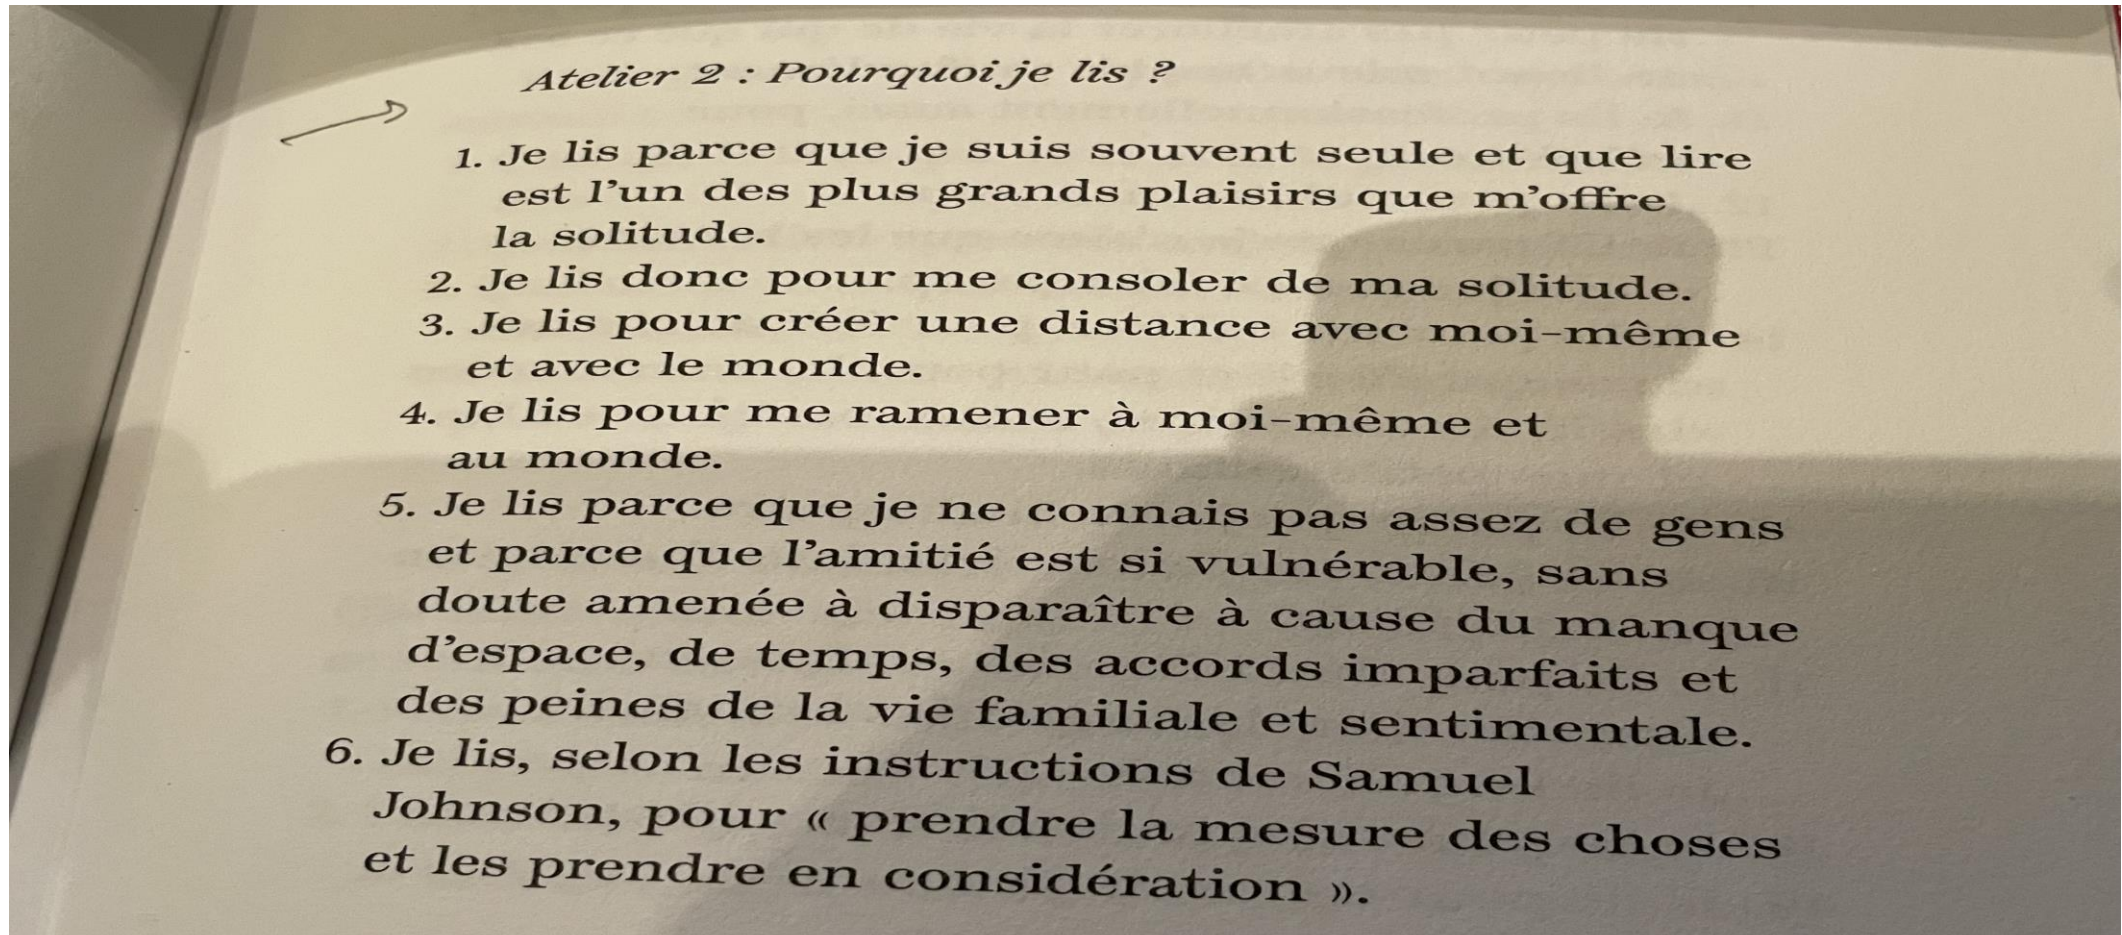 Atelier 2 : Pourquoi je lis ?
1. Je lis parce que je suis souvent seule et que lire
est l’un des plus grands plaisirs que m’offre
la solitude.
2. Je lis donc pour me consoler de ma solitude.
3. Je lis pour créer une distance avec moi-même
et avec le monde.
4. Je lis pour me ramener à moi-même et
au monde.
5. Je lis parce que je ne connais pas assez de gens
et parce que l’amitié est si vulnérable, sans
doute amenée à disparaître à cause du manque
d’espace, de temps, des accords imparfaits et
des peines de la vie familiale et sentimentale.
6. Je lis, selon les instructions de Samuel
Johnson, pour « prendre la mesure des choses
et les prendre en considération ».